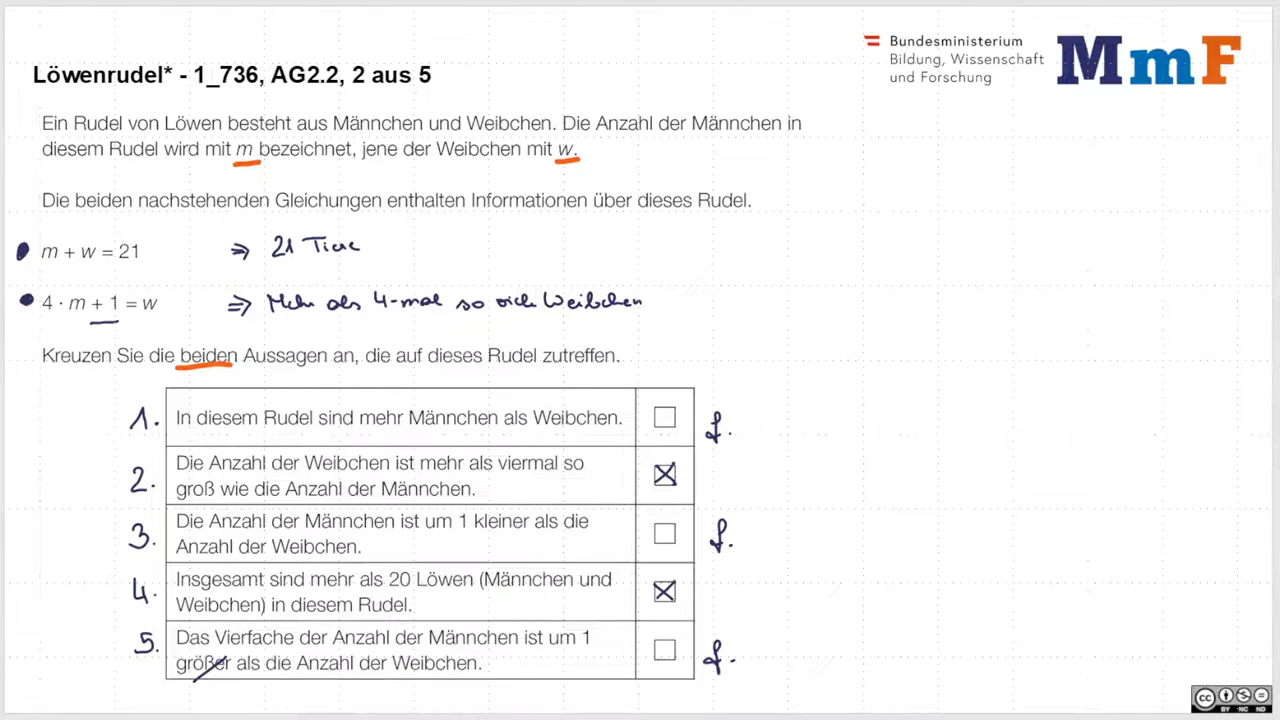 Bundesministerium
Bildung, Wissenschaft
und Forschung
MmF
Löwenrudel* - 1_736, AG2.2, 2 aus 5
Ein Rudel von Löwen besteht aus Männchen und Weibchen. Die Anzahl der Männchen in
diesem Rudel wird mit m bezeichnet, jene der Weibchen mit w.
Die beiden nachstehenden Gleichungen enthalten Informationen über dieses Rudel.
m + w = 21 ⇒ 21 Tiere
4 · m + 1 = w ⇒ Mehr als 4-mal so viele Weibchen
Kreuzen Sie die beiden Aussagen an, die auf dieses Rudel zutreffen.
1. In diesem Rudel sind mehr Männchen als Weibchen. ☐ f.
2. Die Anzahl der Weibchen ist mehr als viermal so
groß wie die Anzahl der Männchen. ☒
3. Die Anzahl der Männchen ist um 1 kleiner als die
Anzahl der Weibchen. ☐ f.
4. Insgesamt sind mehr als 20 Löwen (Männchen und
Weibchen) in diesem Rudel. ☒
5. Das Vierfache der Anzahl der Männchen ist um 1
größer als die Anzahl der Weibchen. ☐ f.
cc BY NC ND